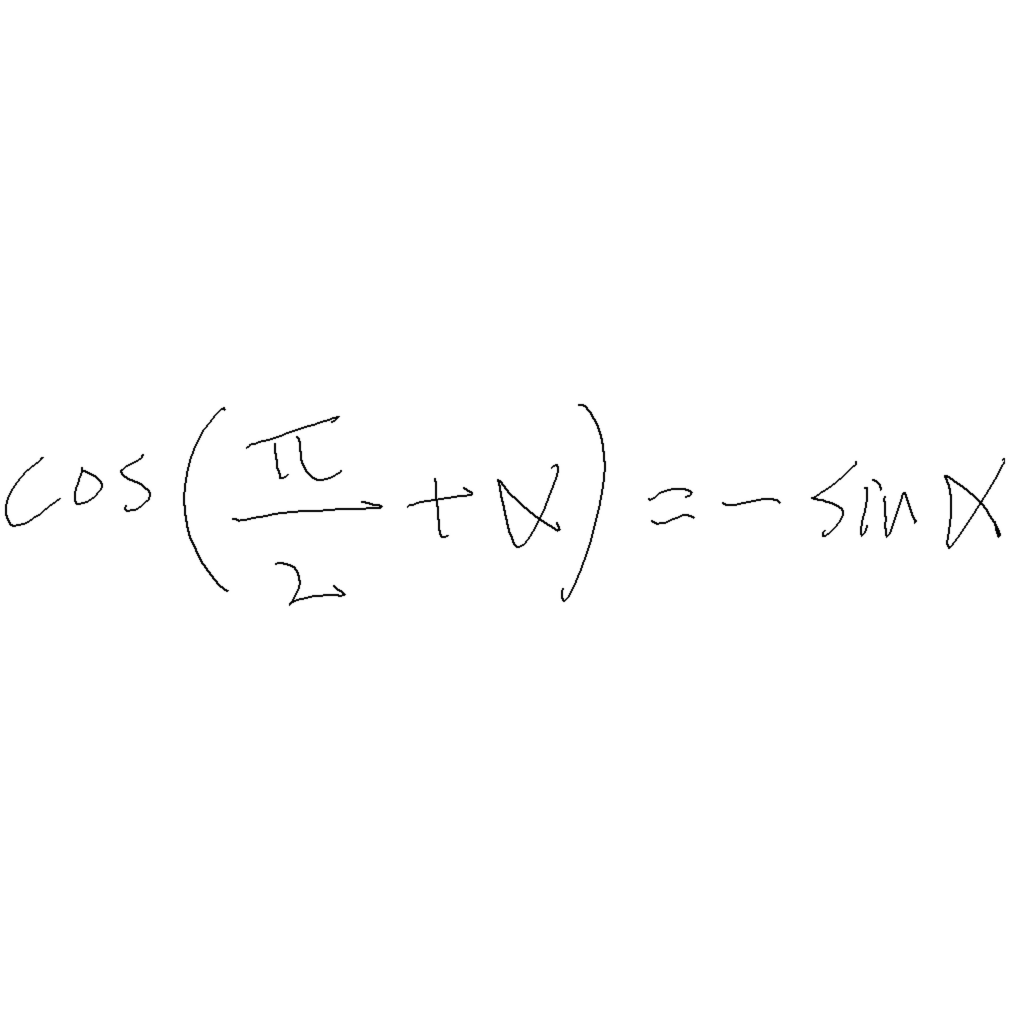 cos(π/2 + α) = - sin α